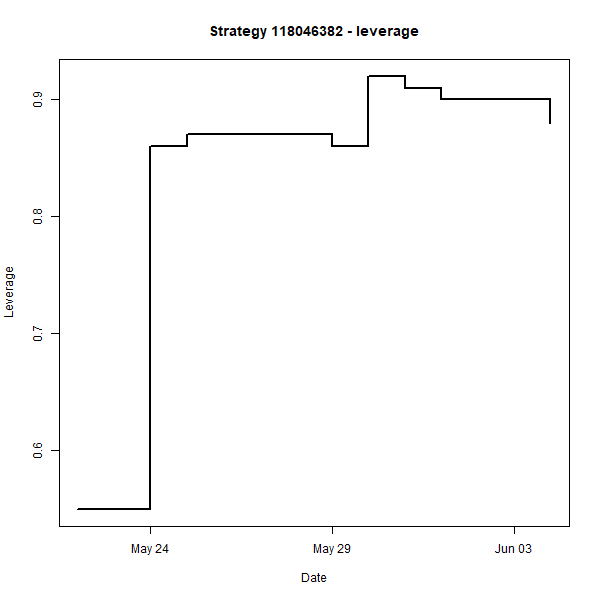 Strategy 118046382 - leverage
Leverage
0.9
0.8
0.7
0.6
May 24
May 29
Jun 03
Date